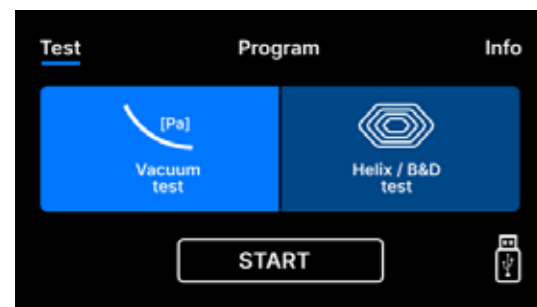 Test
Program
Info
[Pa]
Vacuum
test
Helix / B&D
test
START